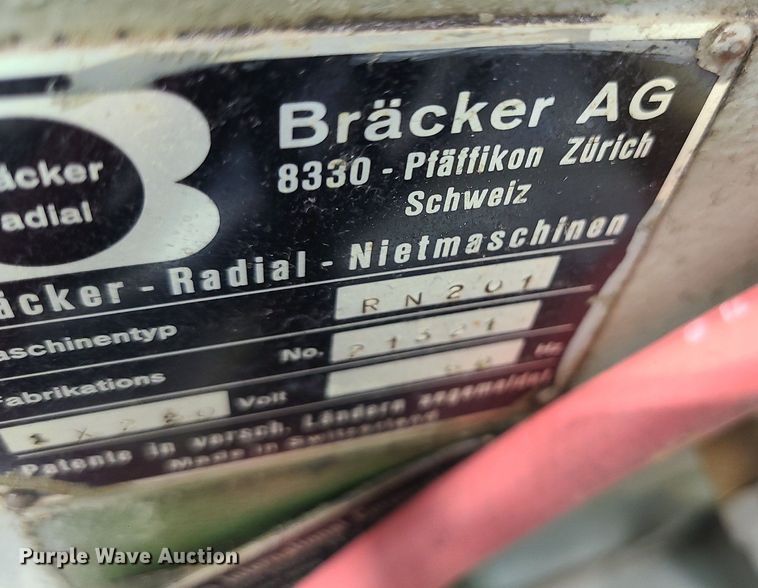 Bräcker AG
8330 - Pfäffikon Zürich
Schweiz
äcker
adial
äcker - Radial - Nietmaschinen
aschinentyp RN201
Fabrikations No.
Volt Hz
Patente in versch. Ländern angemeldet
Made in Switzerland
Purple Wave Auction